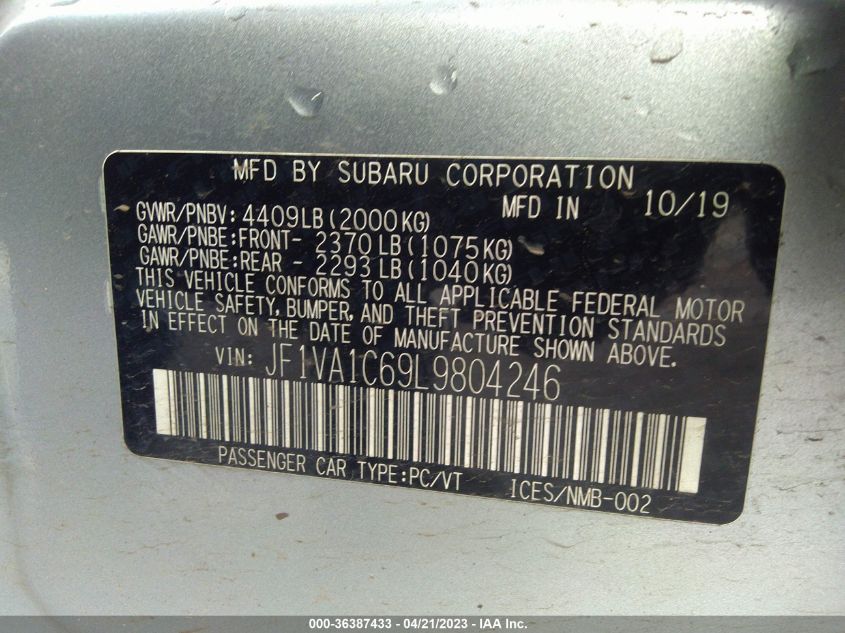 MFD BY SUBARU CORPORATION
GVWR/PNBV: 4409LB (2000KG) MFD IN 10/19
GAWR/PNBE:FRONT- 2370LB (1075KG)
GAWR/PNBE:REAR - 2293LB (1040KG)
THIS VEHICLE CONFORMS TO ALL APPLICABLE FEDERAL MOTOR
VEHICLE SAFETY, BUMPER, AND THEFT PREVENTION STANDARDS
IN EFFECT ON THE DATE OF MANUFACTURE SHOWN ABOVE.
VIN: JF1VA1C69L9804246
PASSENGER CAR TYPE:PC/VT ICES/NMB-002
000-36387433 - 04/21/2023 - IAA Inc.